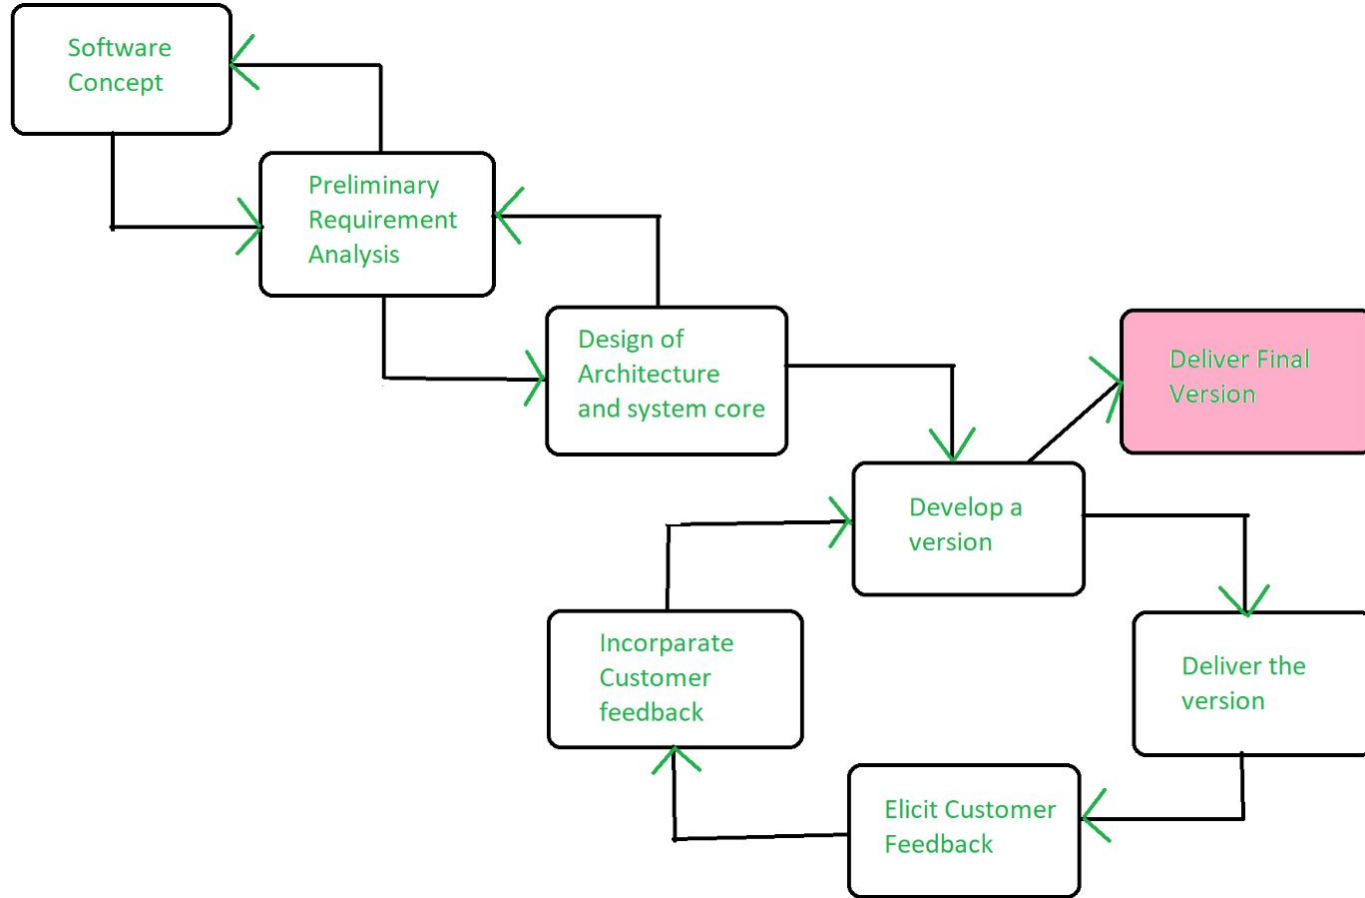 Software
Concept
Preliminary
Requirement
Analysis
Design of
Architecture
and system core
Deliver Final
Version
Develop a
version
Incorparate
Customer
feedback
Deliver the
version
Elicit Customer
Feedback